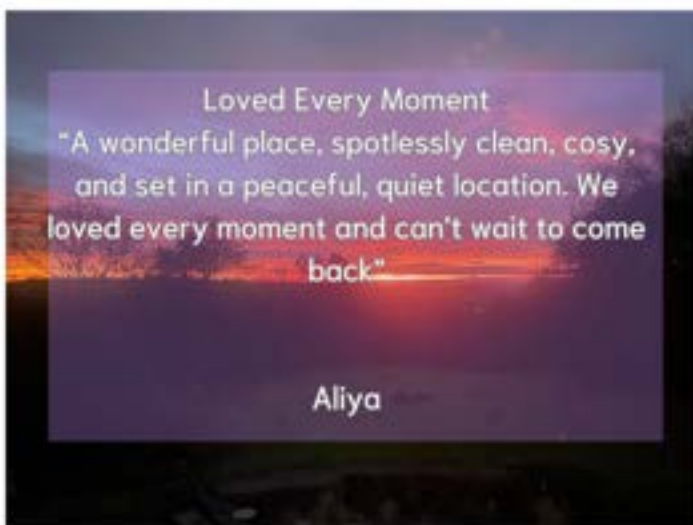 Loved Every Moment
"A wonderful place, spotlessly clean, cosy,
and set in a peaceful, quiet location. We
loved every moment and can't wait to come
back"
Aliya